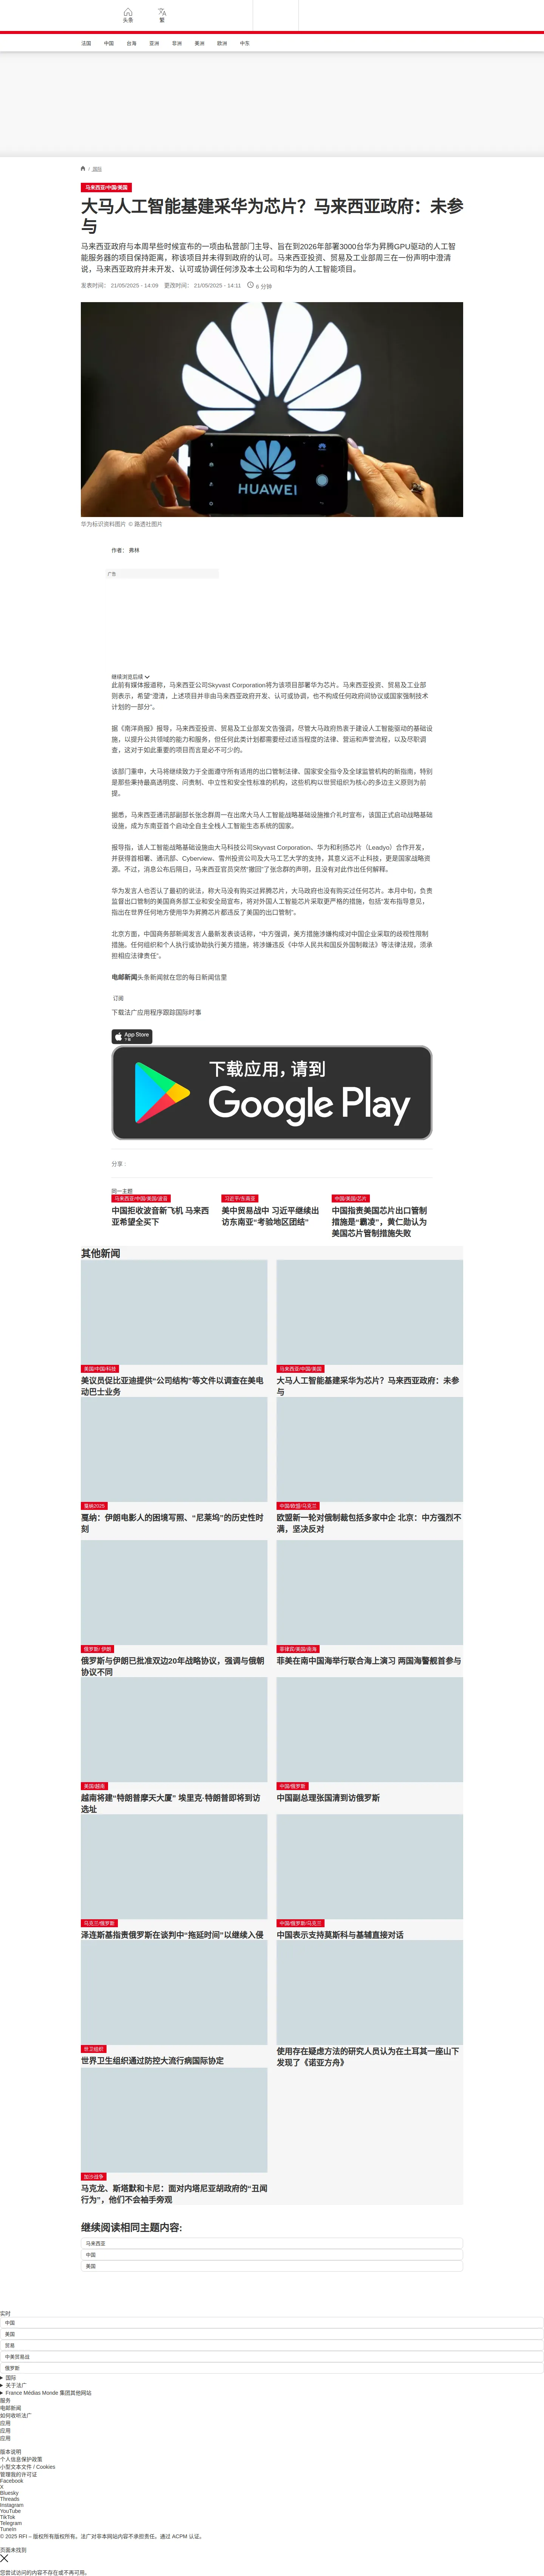 头条
繁
法国
中国
台海
亚洲
非洲
美洲
欧洲
中东
/ 国际
马来西亚/中国/美国
大马人工智能基建采华为芯片？马来西亚政府：未参
与
马来西亚政府与本周早些时候宣布的一项由私营部门主导、旨在到2026年部署3000台华为昇腾GPU驱动的人工智
能服务器的项目保持距离，称该项目并未得到政府的认可。马来西亚投资、贸易及工业部周三在一份声明中澄清
说，马来西亚政府并未开发、认可或协调任何涉及本土公司和华为的人工智能项目。
发表时间： 21/05/2025 - 14:09 更改时间： 21/05/2025 - 14:11 6 分钟
HUAWEI
华为标识资料图片 © 路透社图片
作者： 弗林
广告
继续浏览后续
此前有媒体报道称，马来西亚公司Skyvast Corporation将为该项目部署华为芯片。马来西亚投资、贸易及工业部
则表示，希望“澄清，上述项目并非由马来西亚政府开发、认可或协调，也不构成任何政府间协议或国家强制技术
计划的一部分”。
据《南洋商报》报导，马来西亚投资、贸易及工业部发文告强调，尽管大马政府热衷于建设人工智能驱动的基础设
施，以提升公共领域的能力和服务，但任何此类计划都需要经过适当程度的法律、营运和声誉流程，以及尽职调
查，这对于如此重要的项目而言是必不可少的。
该部门重申，大马将继续致力于全面遵守所有适用的出口管制法律、国家安全指令及全球监管机构的新指南，特别
是那些秉持最高透明度、问责制、中立性和安全性标准的机构，这些机构以世贸组织为核心的多边主义原则为前
提。
据悉，马来西亚通讯部副部长张念群周一在出席大马人工智能战略基础设施推介礼时宣布，该国正式启动战略基础
设施，成为东南亚首个启动全自主全栈人工智能生态系统的国家。
报导指，该人工智能战略基础设施由大马科技公司Skyvast Corporation、华为和利扬芯片（Leadyo）合作开发，
并获得首相署、通讯部、Cyberview、雪州投资公司及大马工艺大学的支持，其意义远不止科技，更是国家战略资
源。不过，消息公布后隔日，马来西亚官员突然“撤回”了张念群的声明，且没有对此作出任何解释。
华为发言人也否认了最初的说法，称大马没有购买过昇腾芯片，大马政府也没有购买过任何芯片。本月中旬，负责
监督出口管制的美国商务部工业和安全局宣布，将对外国人工智能芯片采取更严格的措施，包括“发布指导意见，
指出在世界任何地方使用华为昇腾芯片都违反了美国的出口管制”。
北京方面，中国商务部新闻发言人最新发表谈话称，“中方强调，美方措施涉嫌构成对中国企业采取的歧视性限制
措施。任何组织和个人执行或协助执行美方措施，将涉嫌违反《中华人民共和国反外国制裁法》等法律法规，须承
担相应法律责任”。
电邮新闻头条新闻就在您的每日新闻信里
订阅
下载法广应用程序跟踪国际时事
App Store
下载
下载应用，请到
Google Play
分享 :
同一主题
马来西亚/中国/美国/波音
中国拒收波音新飞机 马来西
亚希望全买下
习近平/东南亚
美中贸易战中 习近平继续出
访东南亚“考验地区团结”
中国/美国/芯片
中国指责美国芯片出口管制
措施是“霸凌”，黄仁勋认为
美国芯片管制措施失败
其他新闻
美国/中国/科技
美议员促比亚迪提供“公司结构”等文件以调查在美电
动巴士业务
马来西亚/中国/美国
大马人工智能基建采华为芯片？马来西亚政府：未参
与
戛纳2025
戛纳：伊朗电影人的困境写照、“尼莱坞”的历史性时
刻
中国/欧盟/乌克兰
欧盟新一轮对俄制裁包括多家中企 北京：中方强烈不
满，坚决反对
俄罗斯/ 伊朗
俄罗斯与伊朗已批准双边20年战略协议，强调与俄朝
协议不同
菲律宾/美国/南海
菲美在南中国海举行联合海上演习 两国海警舰首参与
美国/越南
越南将建“特朗普摩天大厦” 埃里克·特朗普即将到访
选址
中国/俄罗斯
中国副总理张国清到访俄罗斯
乌克兰/俄罗斯
泽连斯基指责俄罗斯在谈判中“拖延时间”以继续入侵
中国/俄罗斯/乌克兰
中国表示支持莫斯科与基辅直接对话
世卫组织
世界卫生组织通过防控大流行病国际协定
使用存在疑虑方法的研究人员认为在土耳其一座山下
发现了《诺亚方舟》
加沙战争
马克龙、斯塔默和卡尼：面对内塔尼亚胡政府的“丑闻
行为”，他们不会袖手旁观
继续阅读相同主题内容:
马来西亚
中国
美国
实时
中国
美国
贸易
中美贸易战
俄罗斯
国际
关于法广
France Médias Monde 集团其他网站
服务
电邮新闻
如何收听法广
应用
应用
应用
版本说明
个人信息保护政策
小型文本文件 / Cookies
管理我的许可证
Facebook
X
Bluesky
Threads
Instagram
YouTube
TikTok
Telegram
TuneIn
© 2025 RFI – 版权所有版权所有。法广对非本网站内容不承担责任。通过 ACPM 认证。
页面未找到
您尝试访问的内容不存在或不再可用。